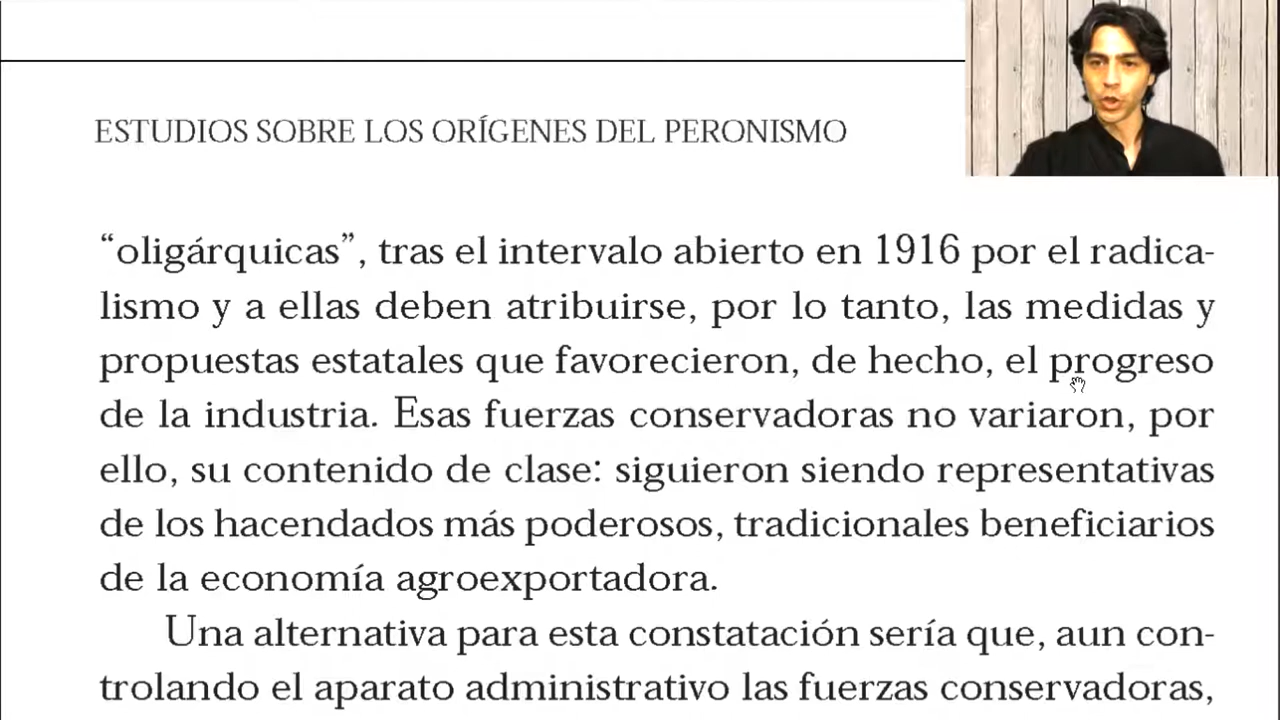 ESTUDIOS SOBRE LOS ORÍGENES DEL PERONISMO
“oligárquicas”, tras el intervalo abierto en 1916 por el radica-
lismo y a ellas deben atribuirse, por lo tanto, las medidas y
propuestas estatales que favorecieron, de hecho, el progreso
de la industria. Esas fuerzas conservadoras no variaron, por
ello, su contenido de clase: siguieron siendo representativas
de los hacendados más poderosos, tradicionales beneficiarios
de la economía agroexportadora.
Una alternativa para esta constatación sería que, aun con-
trolando el aparato administrativo las fuerzas conservadoras,